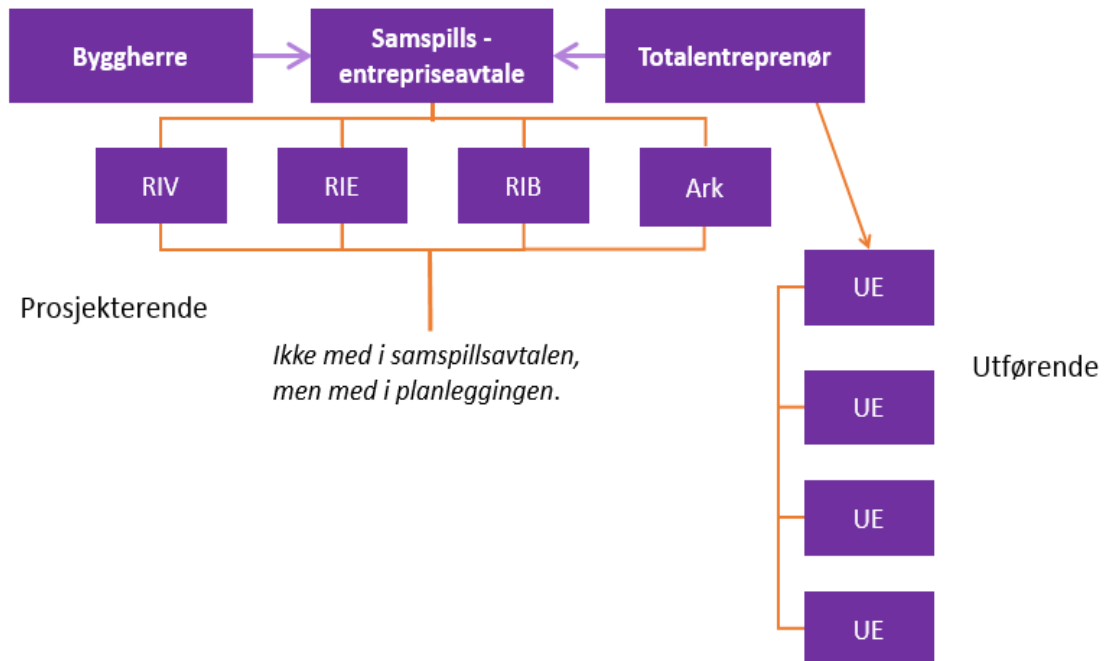 Byggherre
Samspills -
entrepriseavtale
Totalentreprenør
RIV
RIE
RIB
Ark
Prosjekterende
Ikke med i samspillsavtalen,
men med i planleggingen.
UE
Utførende
UE
UE
UE